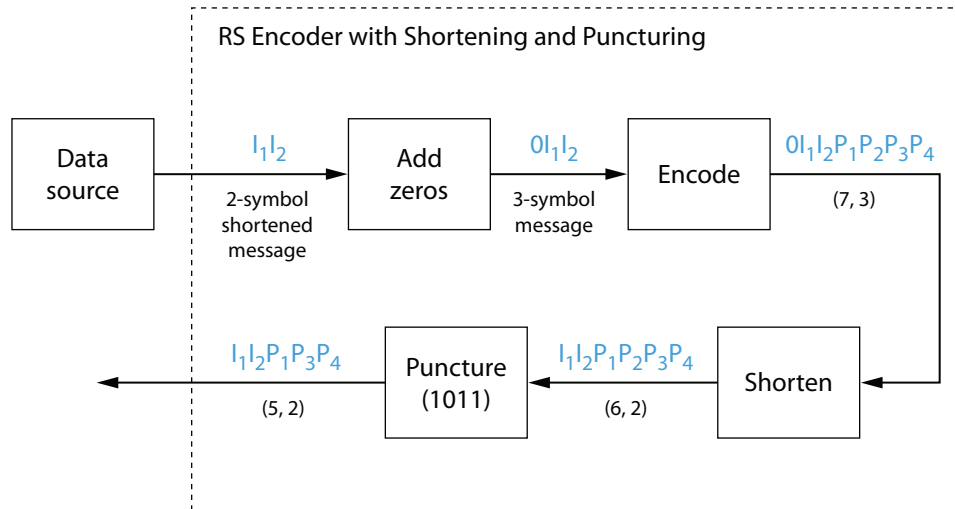 RS Encoder with Shortening and Puncturing
Data
source
I₁I₂
2-symbol
shortened
message
Add
zeros
0I₁I₂
3-symbol
message
Encode
0I₁I₂P₁P₂P₃P₄
(7, 3)
Shorten
I₁I₂P₁P₂P₃P₄
(6, 2)
Puncture
(1011)
I₁I₂P₁P₃P₄
(5, 2)